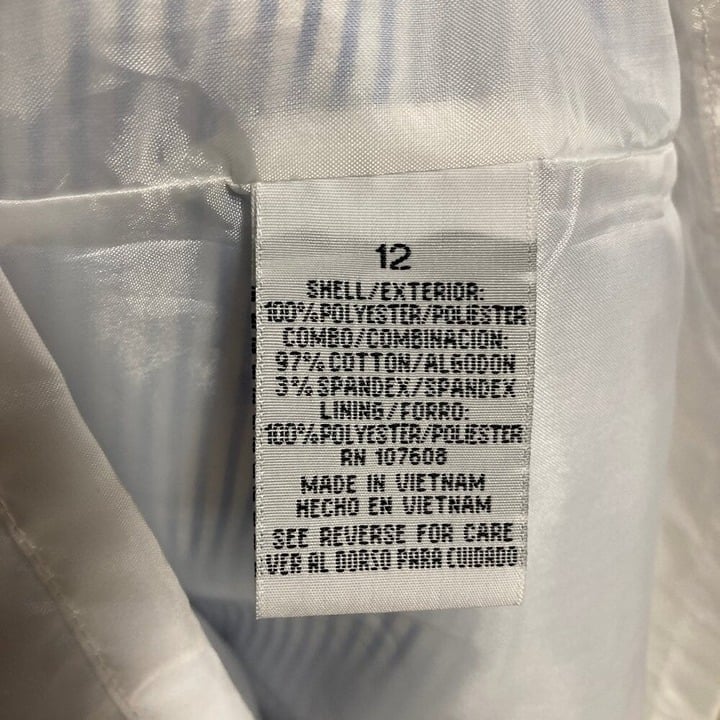 12
SHELL/EXTERIOR:
100% POLYESTER/POLIESTER
COMBO/COMBINACION:
97% COTTON/ALGODON
3% SPANDEX/SPANDEX
LINING/FORRO:
100% POLYESTER/POLIESTER
RN 107608
MADE IN VIETNAM
HECHO EN VIETNAM
SEE REVERSE FOR CARE
VER AL DORSO PARA CUIDADO